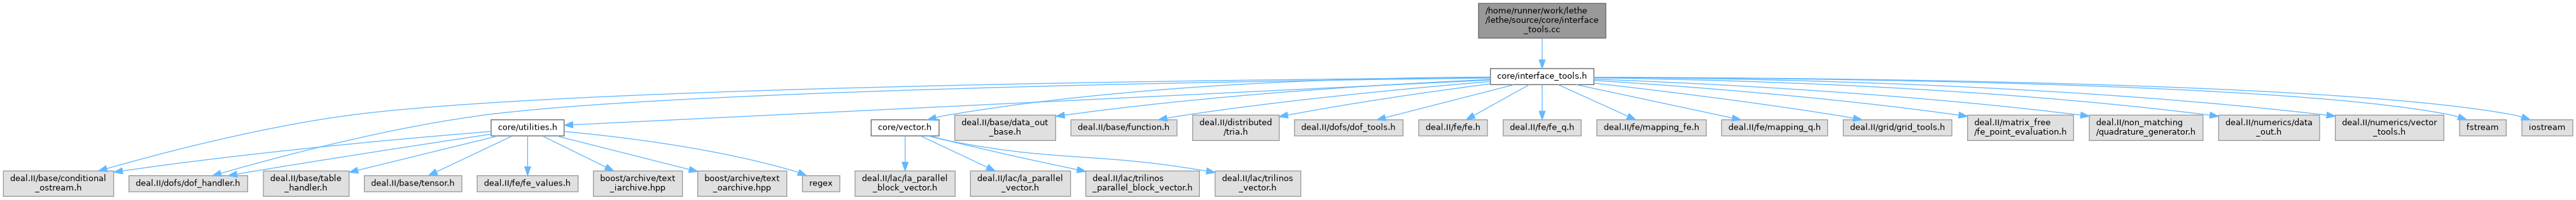 /home/runner/work/lethe
/lethe/source/core/interface
_tools.cc
core/interface_tools.h
core/utilities.h
core/vector.h
deal.II/base/data_out
_base.h
deal.II/base/function.h
deal.II/distributed
/tria.h
deal.II/dofs/dof_tools.h
deal.II/fe/fe.h
deal.II/fe/fe_q.h
deal.II/fe/mapping_fe.h
deal.II/fe/mapping_q.h
deal.II/grid/grid_tools.h
deal.II/matrix_free
/fe_point_evaluation.h
deal.II/non_matching
/quadrature_generator.h
deal.II/numerics/data
_out.h
deal.II/numerics/vector
_tools.h
fstream
iostream
deal.II/base/conditional
_ostream.h
deal.II/dofs/dof_handler.h
deal.II/base/table
_handler.h
deal.II/base/tensor.h
deal.II/fe/fe_values.h
boost/archive/text
_iarchive.hpp
boost/archive/text
_oarchive.hpp
regex
deal.II/lac/la_parallel
_block_vector.h
deal.II/lac/la_parallel
_vector.h
deal.II/lac/trilinos
_parallel_block_vector.h
deal.II/lac/trilinos
_vector.h